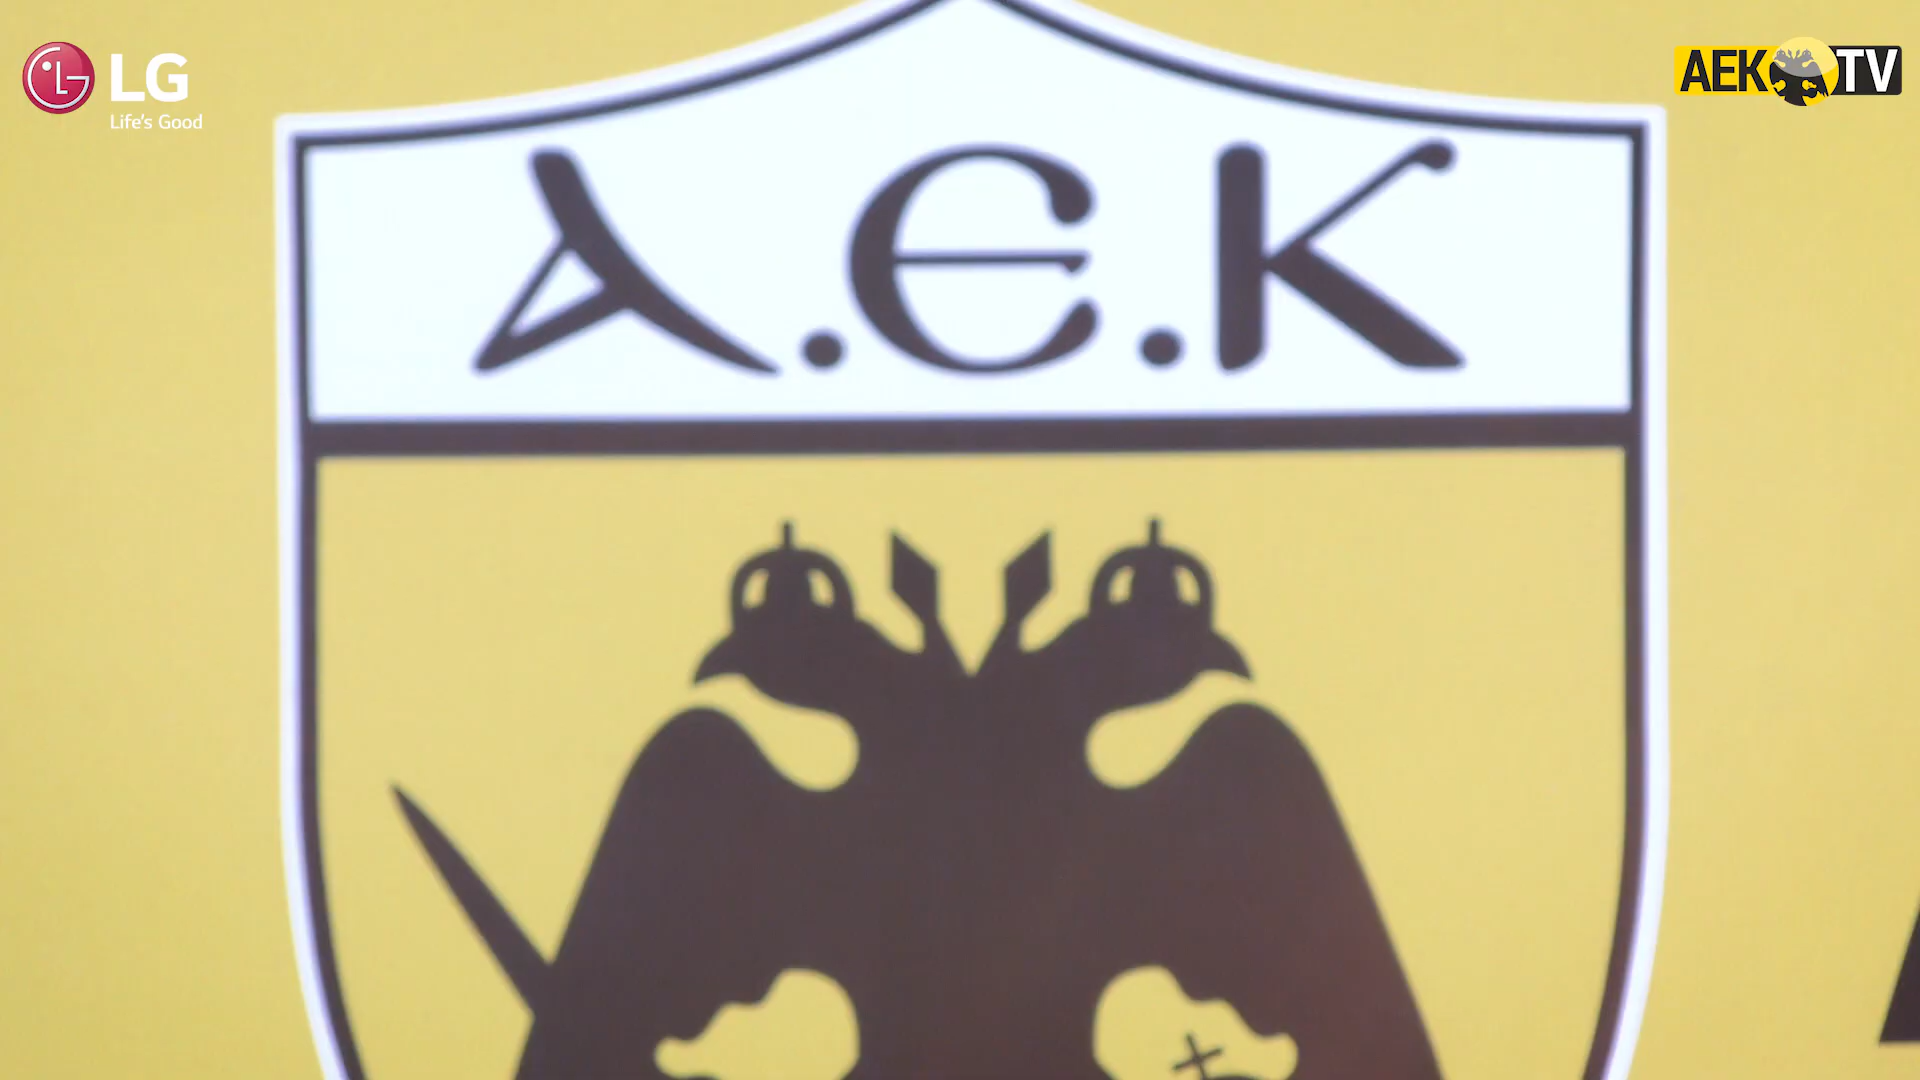 LG
Life's Good
AEK TV
Α.Ε.Κ